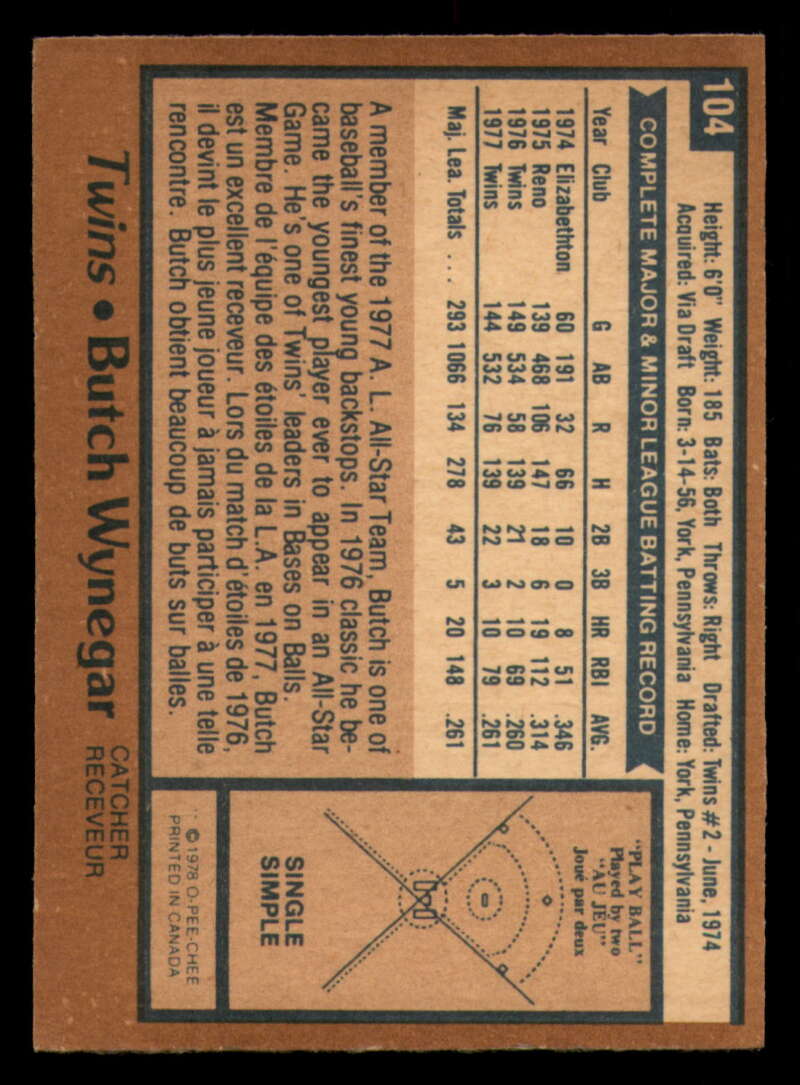 104
Height: 6'0" Weight: 185 Bats: Both Throws: Right Drafted: Twins #2 - June, 1974
Acquired: Via Draft Born: 3-14-56, York, Pennsylvania Home: York, Pennsylvania
COMPLETE MAJOR & MINOR LEAGUE BATTING RECORD
Year Club G AB R H 2B 3B HR RBI AVG.
1974 Elizabethton 60 191 32 66 10 0 8 51 .346
1975 Reno 139 468 106 147 18 6 19 112 .314
1976 Twins 149 534 58 139 21 2 10 69 .260
1977 Twins 144 532 76 139 22 3 10 79 .261
Maj. Lea. Totals ... 293 1066 134 278 43 5 20 148 .261
A member of the 1977 A. L. All-Star Team, Butch is one of
baseball's finest young backstops. In 1976 classic he be-
came the youngest player ever to appear in an All-Star
Game. He's one of Twins' leaders in Bases on Balls.
Membre de l'équipe des étoiles de la L.A. en 1977, Butch
est un excellent receveur. Lors du match d'étoiles de 1976,
il devint le plus jeune joueur à jamais participer à une telle
rencontre. Butch obtient beaucoup de buts sur balles.
"PLAY BALL"
Played by two
"AU JEU"
Joué par deux
SINGLE
SIMPLE
©1978 O-PEE-CHEE
PRINTED IN CANADA
Twins • Butch Wynegar
CATCHER
RECEVEUR